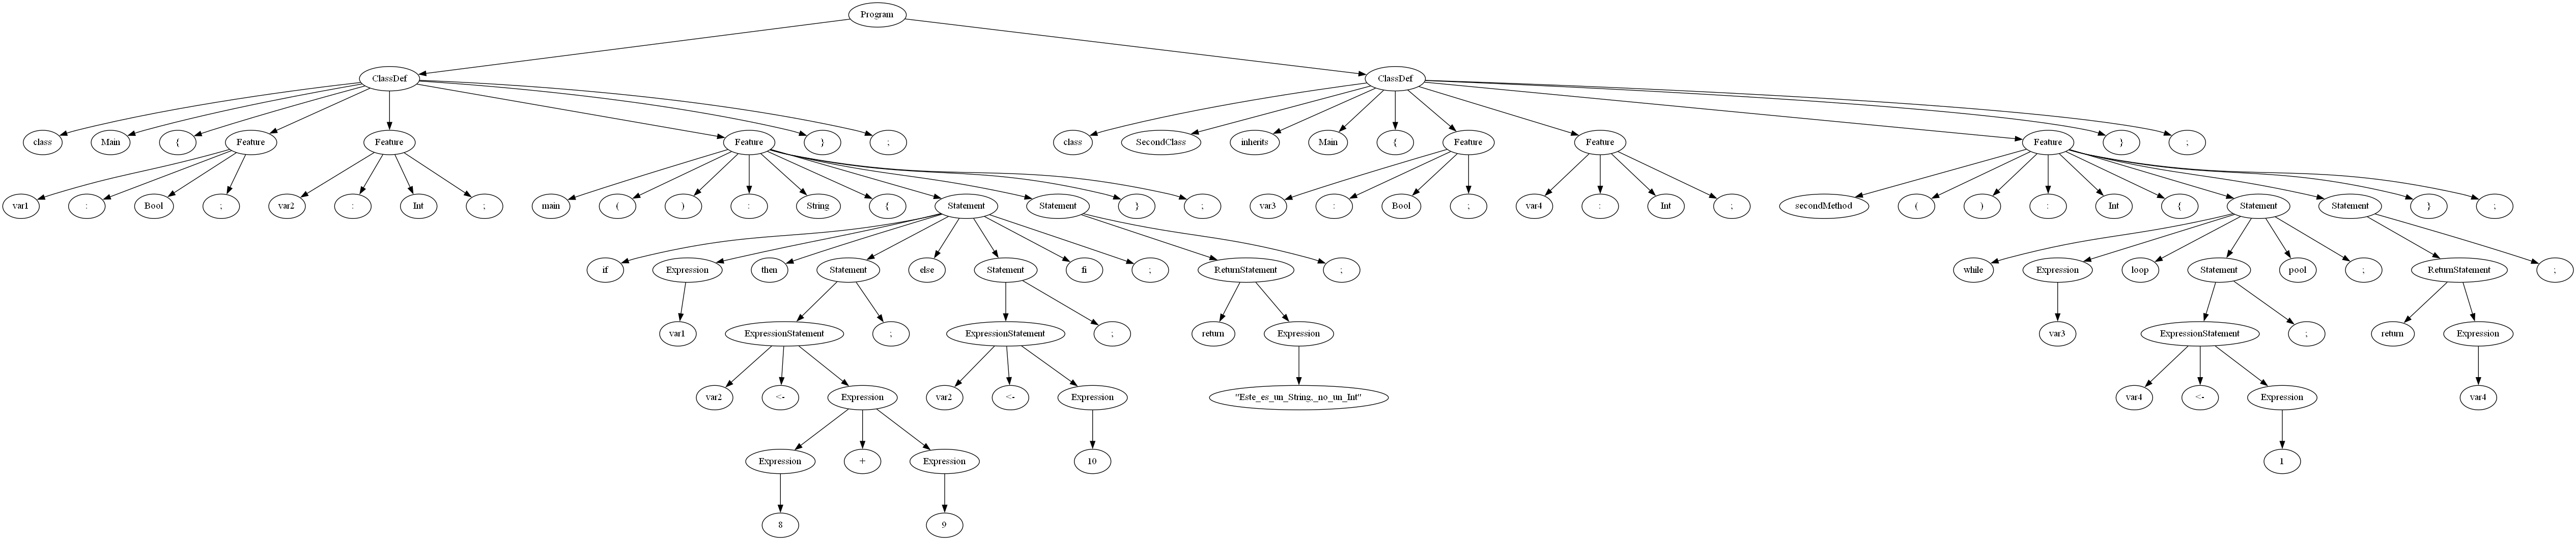 Program
ClassDef ClassDef
class Main { Feature Feature Feature } ; class SecondClass inherits Main { Feature Feature Feature } ;
var1 : Bool ; var2 : Int ; main ( ) : String { Statement Statement } ; var3 : Bool ; var4 : Int ; secondMethod ( ) : Int { Statement Statement } ;
if Expression then Statement else Statement fi ; ReturnStatement ; while Expression loop Statement pool ; ReturnStatement ;
var1 ExpressionStatement ; ExpressionStatement ; return Expression var3 ExpressionStatement ; return Expression
var2 <- Expression var2 <- Expression "Este_es_un_String,_no_un_Int" var4 <- Expression var4
Expression + Expression 10 1
8 9